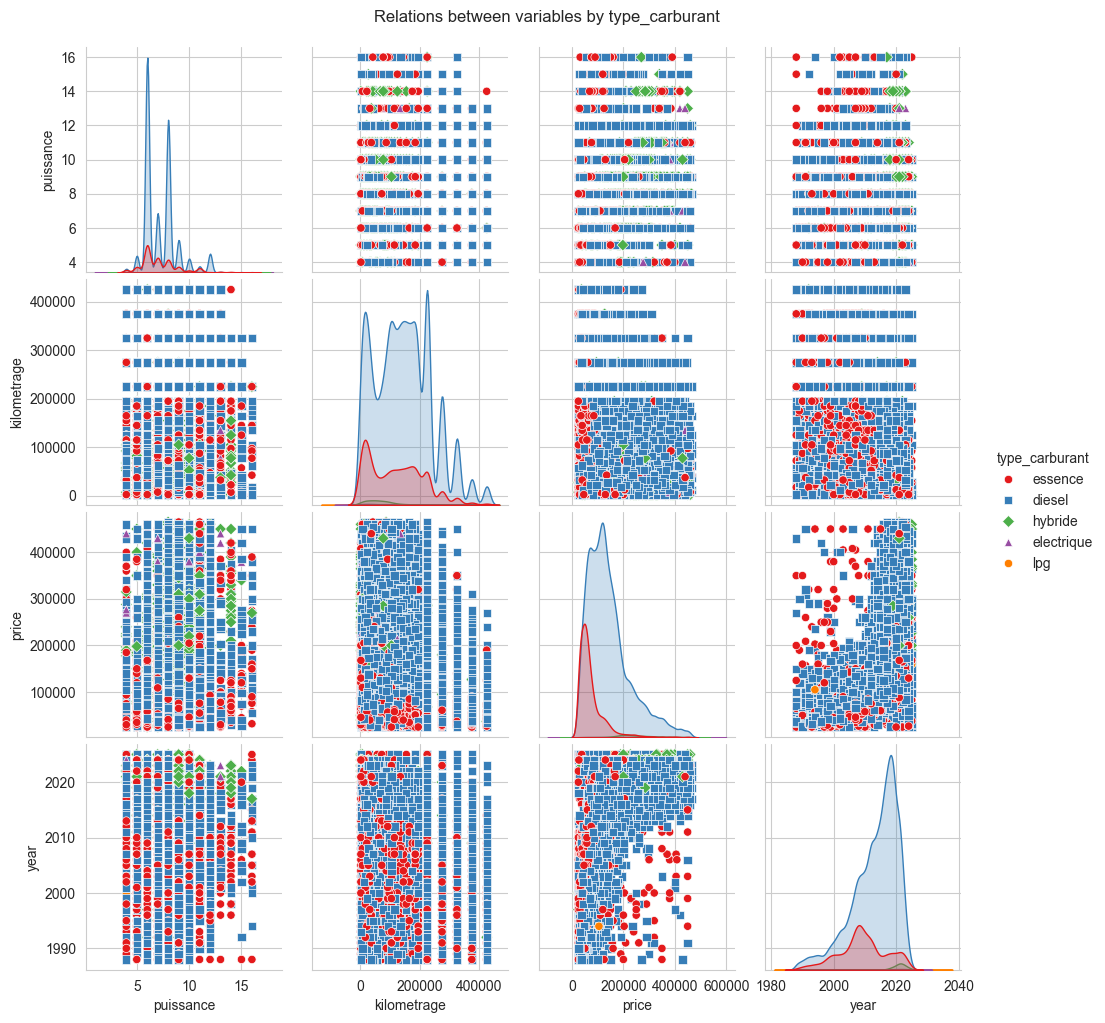 Relations between variables by type_carburant
16
14
12
10
8
6
4
puissance
400000
300000
200000
100000
0
kilometrage
type_carburant
essence
diesel
hybride
electrique
lpg
400000
300000
200000
100000
price
2020
2010
2000
1990
year
5 10 15
puissance
0 200000 400000
kilometrage
0 200000 400000 600000
price
1980 2000 2020 2040
year